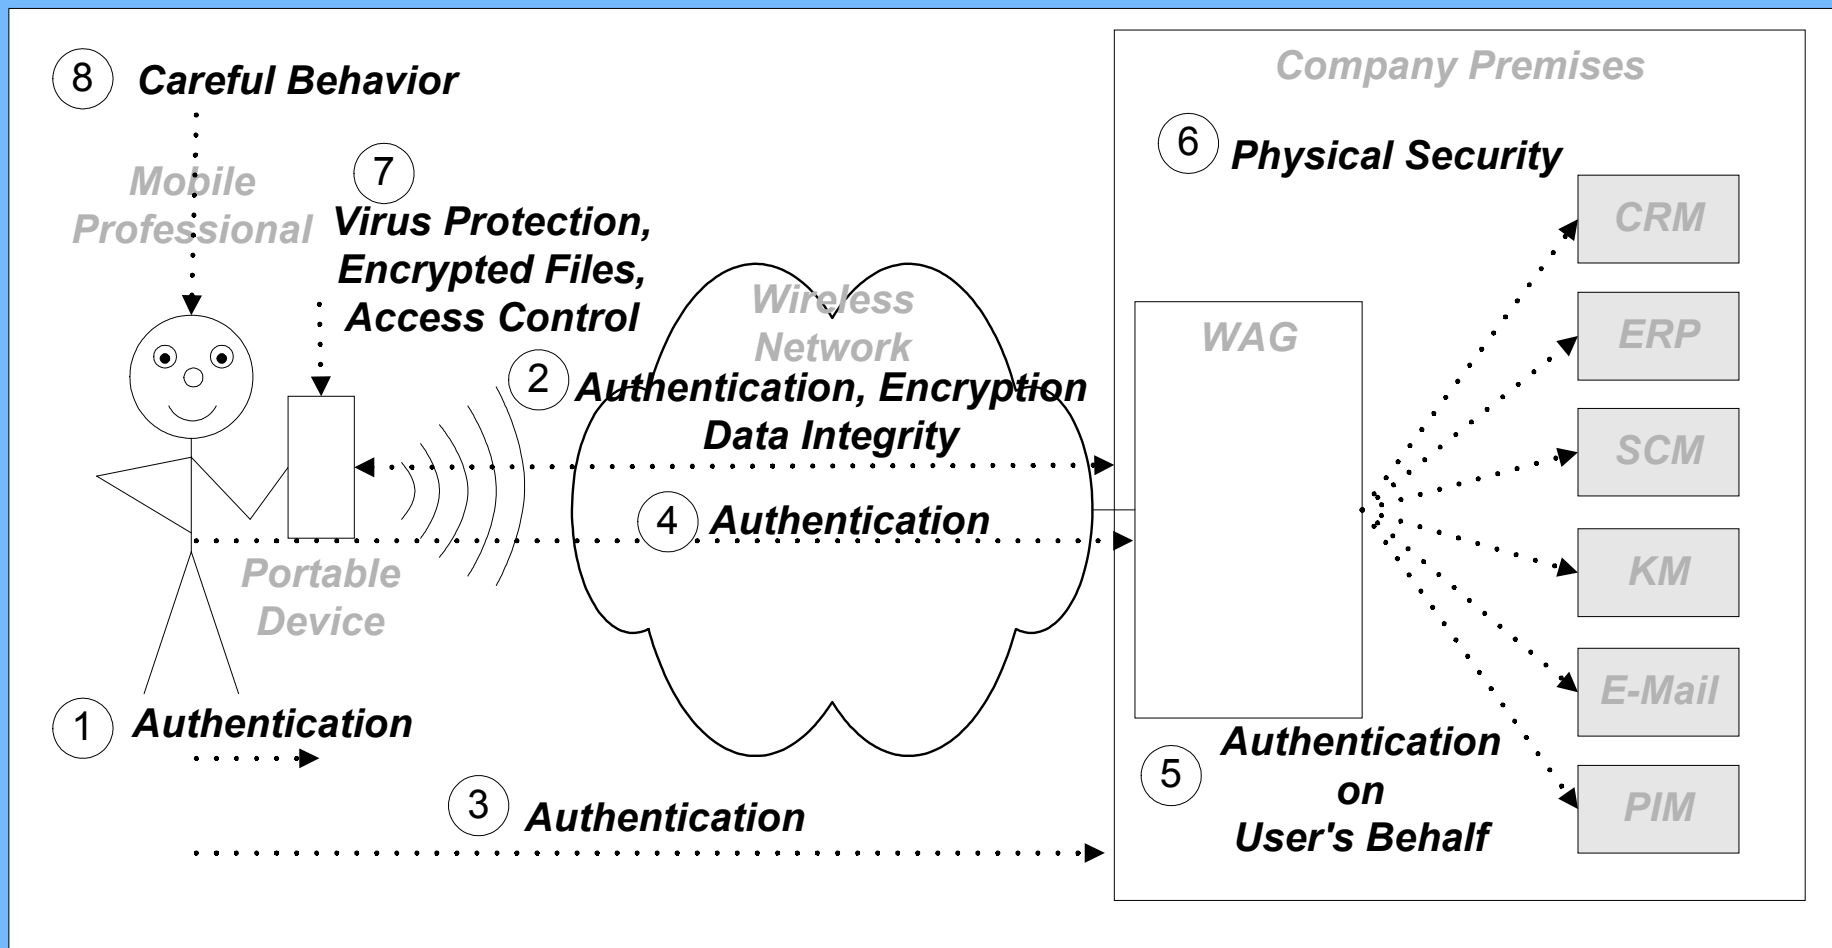 8 Careful Behavior
Company Premises
6 Physical Security
Mobile
Professional
7
Virus Protection,
Encrypted Files,
Access Control
CRM
Wireless
Network
WAG
ERP
2 Authentication, Encryption
Data Integrity
SCM
4 Authentication
Portable
Device
KM
E-Mail
1 Authentication
5 Authentication
on
User's Behalf
3 Authentication
PIM